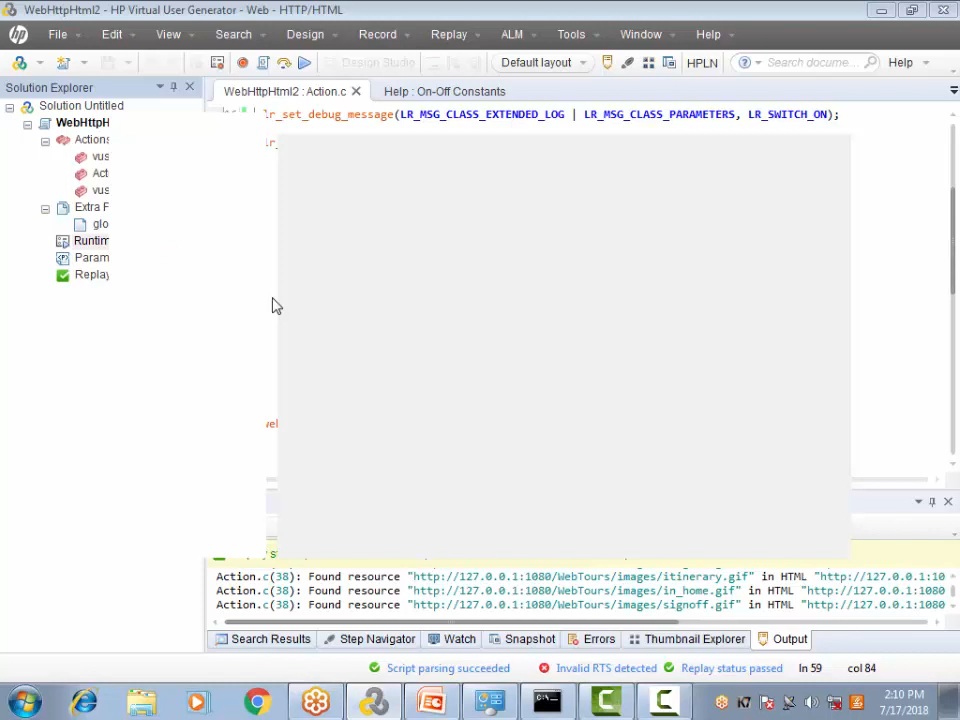 WebHttpHtml2 - HP Virtual User Generator - Web - HTTP/HTML
hp File Edit View Search Design Record Replay ALM Tools Window Help
Design Studio Default layout HPLN Search docume... Help
Solution Explorer
WebHttpHtml2 : Action.c Help : On-Off Constants
Solution Untitled
lr_set_debug_message(LR_MSG_CLASS_EXTENDED_LOG | LR_MSG_CLASS_PARAMETERS, LR_SWITCH_ON);
WebHttpH
Actions
lr_
vus
Act
vus
Extra F
glo
Runtim
Param
Replay
wel
Action.c(38): Found resource "http://127.0.0.1:1080/WebTours/images/itinerary.gif" in HTML "http://127.0.0.1:10
Action.c(38): Found resource "http://127.0.0.1:1080/WebTours/images/in_home.gif" in HTML "http://127.0.0.1:1080
Action.c(38): Found resource "http://127.0.0.1:1080/WebTours/images/signoff.gif" in HTML "http://127.0.0.1:1080
Search Results Step Navigator Watch Snapshot Errors Thumbnail Explorer Output
Script parsing succeeded Invalid RTS detected Replay status passed ln 59 col 84
2:10 PM
7/17/2018